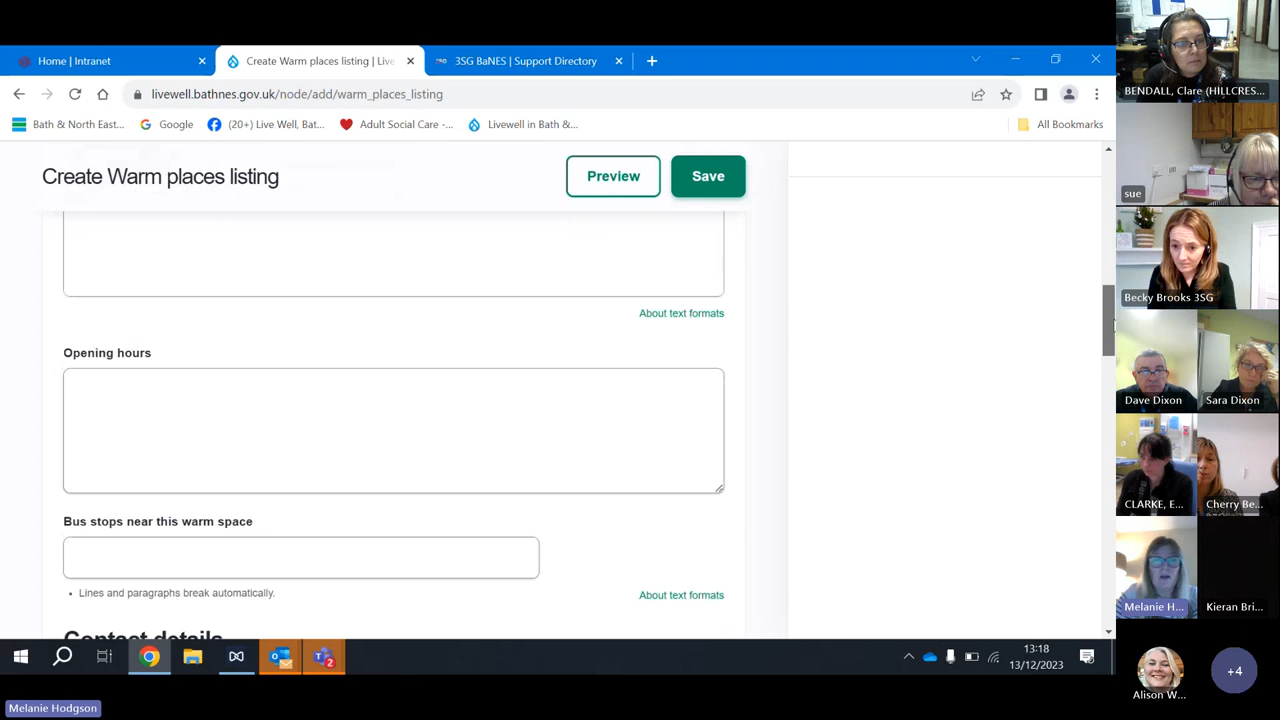 Home | Intranet
Create Warm places listing | Live
3SG BaNES | Support Directory
livewell.bathnes.gov.uk/node/add/warm_places_listing
Bath & North East...
Google
(20+) Live Well, Bat...
Adult Social Care -...
Livewell in Bath &...
All Bookmarks
Create Warm places listing
Preview
Save
About text formats
Opening hours
Bus stops near this warm space
• Lines and paragraphs break automatically.
About text formats
Contact details
2
13:18
13/12/2023
Melanie Hodgson
BENDALL, Clare (HILLCRES...
sue
Becky Brooks 3SG
Dave Dixon
Sara Dixon
CLARKE, E...
Cherry Be...
Melanie H...
Kieran Bri...
Alison W...
+4